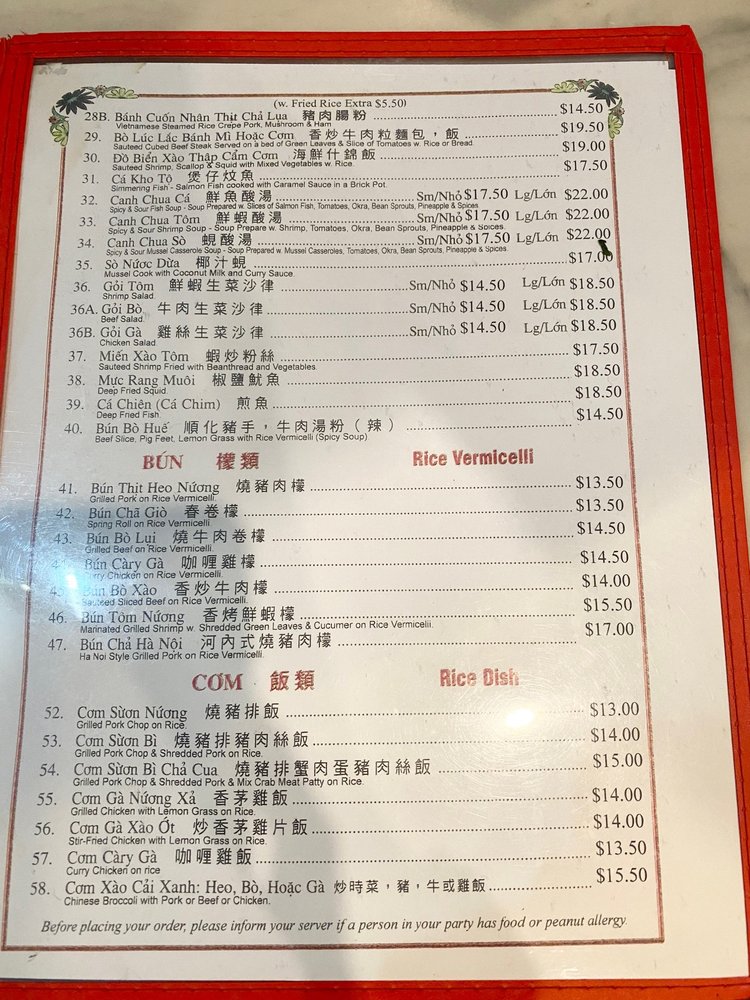 (w. Fried Rice Extra $5.50)
28B. Bánh Cuốn Nhân Thịt Chả Lụa 豬肉腸粉 $14.50
Vietnamese Steamed Rice Crepe Pork, Mushroom & Ham
29. Bò Lúc Lắc Bánh Mì Hoặc Cơm 香炒牛肉粒麵包，飯 $19.50
Sauteed Cubed Beef Steak Served on a bed of Green Leaves & Slice of Tomatoes w. Rice or Bread.
30. Đồ Biển Xào Thập Cẩm Cơm 海鮮什錦飯 $19.00
Sauteed Shrimp, Scallop & Squid with Mixed Vegetables w. Rice.
31. Cá Kho Tộ 煲仔炆魚 $17.50
Simmering Fish - Salmon Fish cooked with Caramel Sauce in a Brick Pot.
32. Canh Chua Cá 鮮魚酸湯 Sm/Nhỏ $17.50 Lg/Lớn $22.00
Spicy & Sour Fish Soup - Soup Prepared w. Slices of Salmon Fish, Tomatoes, Okra, Bean Sprouts, Pineapple & Spices.
33. Canh Chua Tôm 鮮蝦酸湯 Sm/Nhỏ $17.50 Lg/Lớn $22.00
Spicy & Sour Shrimp Soup - Soup Prepare w. Shrimp, Tomatoes, Okra, Bean Sprouts, Pineapple & Spices.
34. Canh Chua Sò 蜆酸湯 Sm/Nhỏ $17.50 Lg/Lớn $22.00
Spicy & Sour Mussel Casserole Soup - Soup Prepared w. Mussel Casseroles, Tomatoes, Okra, Bean Sprouts, Pineapple & Spices.
35. Sò Nước Dừa 椰汁蜆 $17.00
Mussel Cook with Coconut Milk and Curry Sauce.
36. Gỏi Tôm 鮮蝦生菜沙律 Sm/Nhỏ $14.50 Lg/Lớn $18.50
Shrimp Salad.
36A. Gỏi Bò 牛肉生菜沙律 Sm/Nhỏ $14.50 Lg/Lớn $18.50
Beef Salad.
36B. Gỏi Gà 雞絲生菜沙律 Sm/Nhỏ $14.50 Lg/Lớn $18.50
Chicken Salad
37. Miến Xào Tôm 蝦炒粉絲 $17.50
Sauteed Shrimp Fried with Beanthread and Vegetables.
38. Mực Rang Muôi 椒鹽魷魚 $18.50
Deep Fried Squid.
39. Cá Chiên (Cá Chim) 煎魚 $18.50
Deep Fried Fish.
40. Bún Bò Huế 順化豬手，牛肉湯粉（辣） $14.50
Beef Slice, Pig Feet, Lemon Grass with Rice Vermicelli (Spicy Soup)
BÚN 檬類 Rice Vermicelli
41. Bún Thịt Heo Nướng 燒豬肉檬 $13.50
Grilled Pork on Rice Vermicelli.
42. Bún Chã Giò 春卷檬 $13.50
Spring Roll on Rice Vermicelli.
43. Bún Bò Lụi 燒牛肉卷檬 $14.50
Grilled Beef on Rice Vermicelli.
Bún Càry Gà 咖喱雞檬 $14.50
Curry Chicken on Rice Vermicelli.
Bún Bò Xào 香炒牛肉檬 $14.00
Sauteed Sliced Beef on Rice Vermicelli.
46. Bún Tôm Nướng 香烤鮮蝦檬 $15.50
Marinated Grilled Shrimp w. Shredded Green Leaves & Cucumer on Rice Vermicelli.
47. Bún Chả Hà Nội 河內式燒豬肉檬 $17.00
Ha Noi Style Grilled Pork on Rice Vermicelli.
CƠM 飯類 Rice Dish
52. Cơm Sườn Nướng 燒豬排飯 $13.00
Grilled Pork Chop on Rice.
53. Cơm Sườn Bì 燒豬排豬肉絲飯 $14.00
Grilled Pork Chop & Shredded Pork on Rice.
54. Cơm Sườn Bì Chả Cua 燒豬排蟹肉蛋豬肉絲飯 $15.00
Grilled Pork Chop & Shredded Pork & Mix Crab Meat Patty on Rice.
55. Cơm Gà Nướng Xả 香茅雞飯 $14.00
Grilled Chicken with Lemon Grass on Rice.
56. Cơm Gà Xào Ớt 炒香茅雞片飯 $14.00
Stir-Fried Chicken with Lemon Grass on Rice.
57. Cơm Càry Gà 咖喱雞飯 $13.50
Curry Chicken on rice
58. Cơm Xào Cải Xanh: Heo, Bò, Hoặc Gà 炒時菜，豬，牛或雞飯 $15.50
Chinese Broccoli with Pork or Beef or Chicken.
Before placing your order, please inform your server if a person in your party has food or peanut allergy.